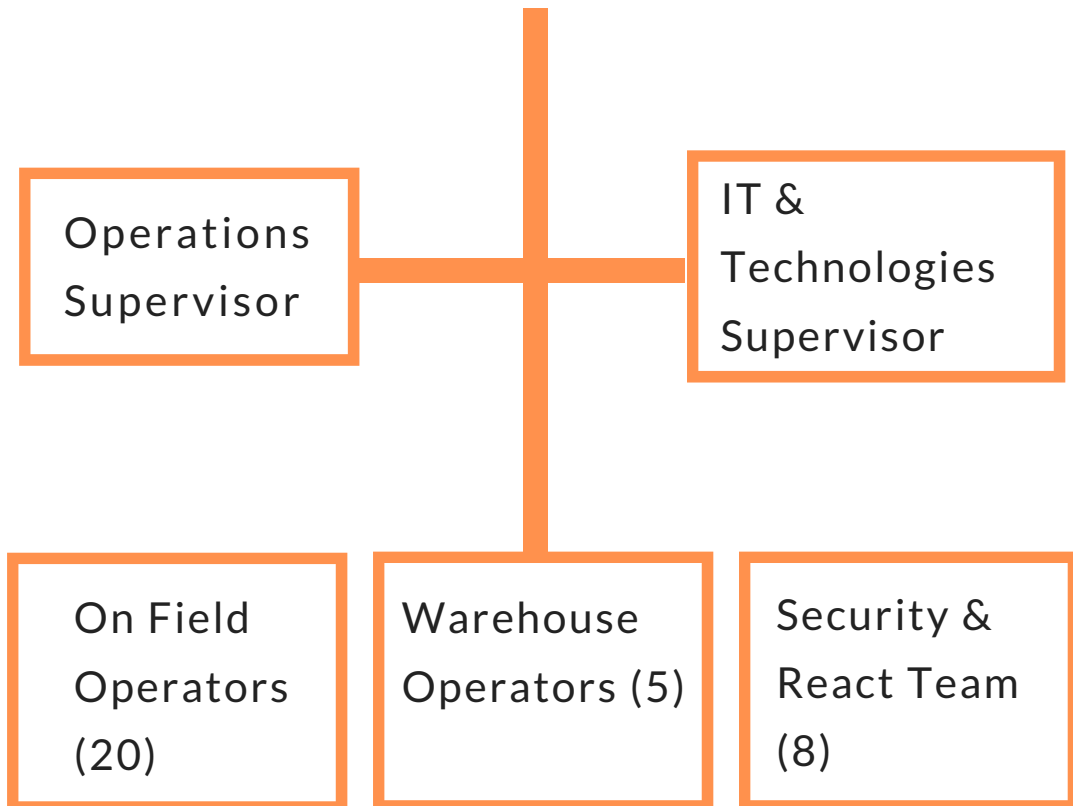 Operations
Supervisor
IT &
Technologies
Supervisor
On Field
Operators
(20)
Warehouse
Operators (5)
Security &
React Team
(8)